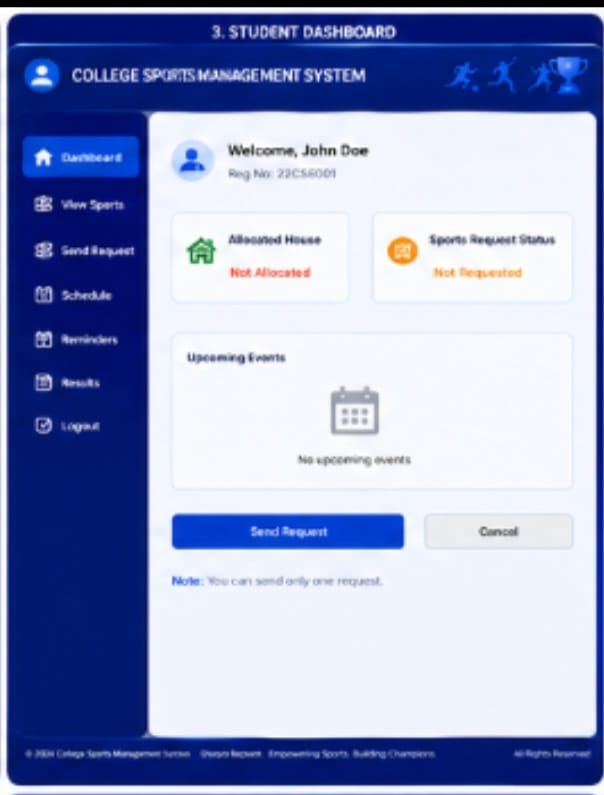 3. STUDENT DASHBOARD
COLLEGE SPORTS MANAGEMENT SYSTEM
Dashboard
View Sports
Send Request
Schedule
Reminders
Results
Logout
Welcome, John Doe
Reg No: 22CS6001
Allocated House
Not Allocated
Sports Request Status
Not Requested
Upcoming Events
No upcoming events
Send Request
Cancel
Note: You can send only one request.
© 2024 College Sports Management Empowering Sports, Building Champions. All Rights Reserved